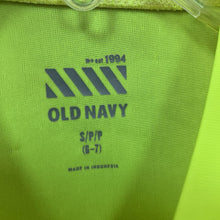 est 1994
OLD NAVY
S/P/P
(6-7)
MADE IN INDONESIA